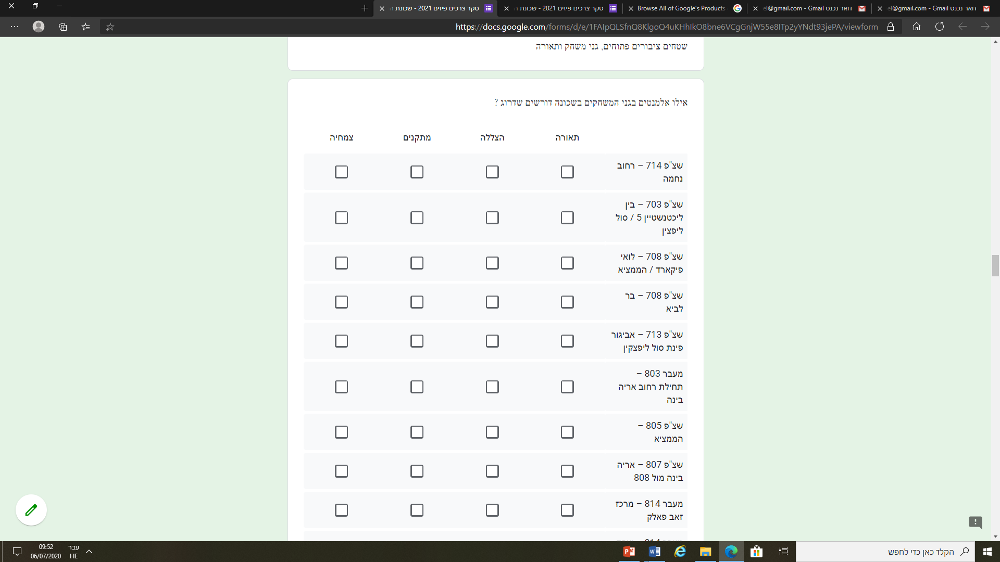 סקר צרכים פיזים 2021 - שכונת ה
סקר צרכים פיזים 2021 - שכונת ה
Browse All of Google's Products
דואר נכנס - el@gmail.com - Gmail
דואר נכנס - el@gmail.com - Gmail
https://docs.google.com/forms/d/e/1FAIpQLSfnQ8KlgoQ4uKHhIkO8bne6VCgGnjW55e8ITp2yYNdt93jePA/viewform
שטחים ציבורים פתוחים, גני משחק ותאורה
אילו אלמנטים בגני המשחקים בשכונה דורשים שדרוג ?
תאורה הצללה מתקנים צמחיה
שצ"פ 714 – רחוב
נחמה
שצ"פ 703 – בין
ליכטנשטיין 5 / סול
ליפצין
שצ"פ 708 – לואי
פיקארד / הממציא
שצ"פ 708 – בר
לביא
שצ"פ 713 – אביגור
פינת סול ליפצקין
מעבר 803 –
תחילת רחוב אריה
בינה
שצ"פ 805 –
הממציא
שצ"פ 807 – אריה
בינה מול 808
מעבר 814 – מרכז
זאב פאלק
הקלד כאן כדי לחפש
עבר
HE
09:52
06/07/2020